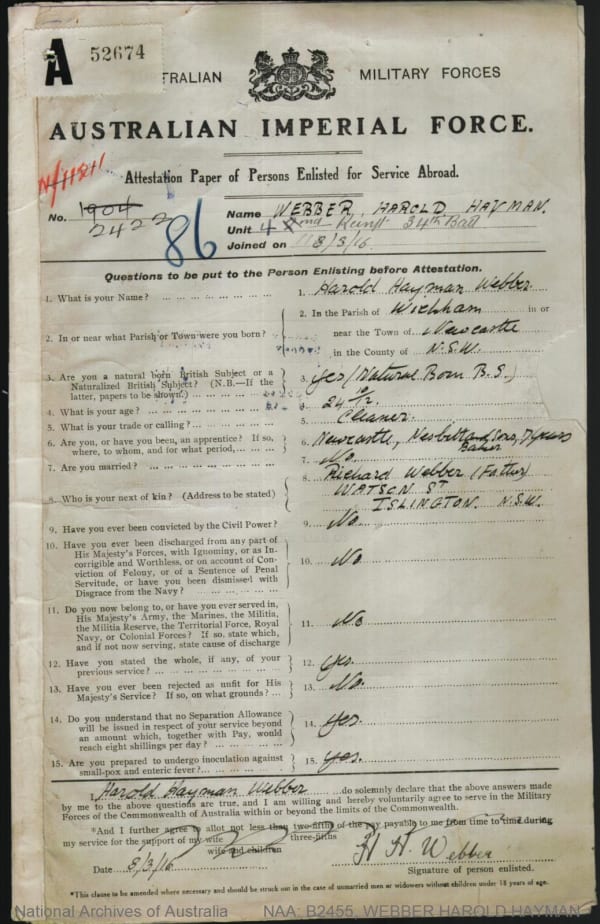 A 52674
TRALIAN MILITARY FORCES
AUSTRALIAN IMPERIAL FORCE.
Attestation Paper of Persons Enlisted for Service Abroad.
No. 1904
2422
86
Name WEBBER, HAROLD HAYMAN.
Unit Reinft 34th Batt
Joined on 8/3/16
Questions to be put to the Person Enlisting before Attestation.
1. What is your Name?
1. Harold Hayman Webber
2. In or near what Parish or Town were you born?
2. In the Parish of Wickham in or
near the Town of Newcastle
in the County of N.S.W.
3. Are you a natural born British Subject or a
Naturalized British Subject? (N.B.—If the
latter, papers to be shown.)
3. Yes (Natural Born B.S.)
4. What is your age?
4. 24
5. What is your trade or calling?
5. Cleaner.
6. Are you, or have you been, an apprentice? If so,
where, to whom, and for what period,
6. Newcastle, Nesbitt and Sons, years
Baker
7. Are you married?
7. No.
8. Who is your next of kin? (Address to be stated)
8. Richard Webber (Father)
WATSON ST
ISLINGTON. N.S.W.
9. Have you ever been convicted by the Civil Power?
9. No.
10. Have you ever been discharged from any part of
His Majesty's Forces, with Ignominy, or as In-
corrigible and Worthless, or on account of Con-
viction of Felony, or of a Sentence of Penal
Servitude, or have you been dismissed with
Disgrace from the Navy?
10. No.
11. Do you now belong to, or have you ever served in,
His Majesty's Army, the Marines, the Militia,
the Militia Reserve, the Territorial Force, Royal
Navy, or Colonial Forces? If so, state which,
and if not now serving, state cause of discharge
11. No
12. Have you stated the whole, if any, of your
previous service?
12. Yes.
13. Have you ever been rejected as unfit for His
Majesty's Service? If so, on what grounds?
13. No.
14. Do you understand that no Separation Allowance
will be issued in respect of your service beyond
an amount which, together with Pay, would
reach eight shillings per day?
14. Yes.
15. Are you prepared to undergo inoculation against
small-pox and enteric fever?
15. Yes.
I, Harold Hayman Webber do solemnly declare that the above answers made
by me to the above questions are true, and I am willing and hereby voluntarily agree to serve in the Military
Forces of the Commonwealth of Australia within or beyond the limits of the Commonwealth.
*And I further agree to allot not less than two-fifths of the pay payable to me from time to time during
three-fifths
my service for the support of my wife
wife and children
Date 8/3/16
H H. Webber
Signature of person enlisted.
*This clause to be amended where necessary and should be struck out in the case of unmarried men or widowers without children under 18 years of age.
National Archives of Australia NAA: B2455, WEBBER HAROLD HAYMAN